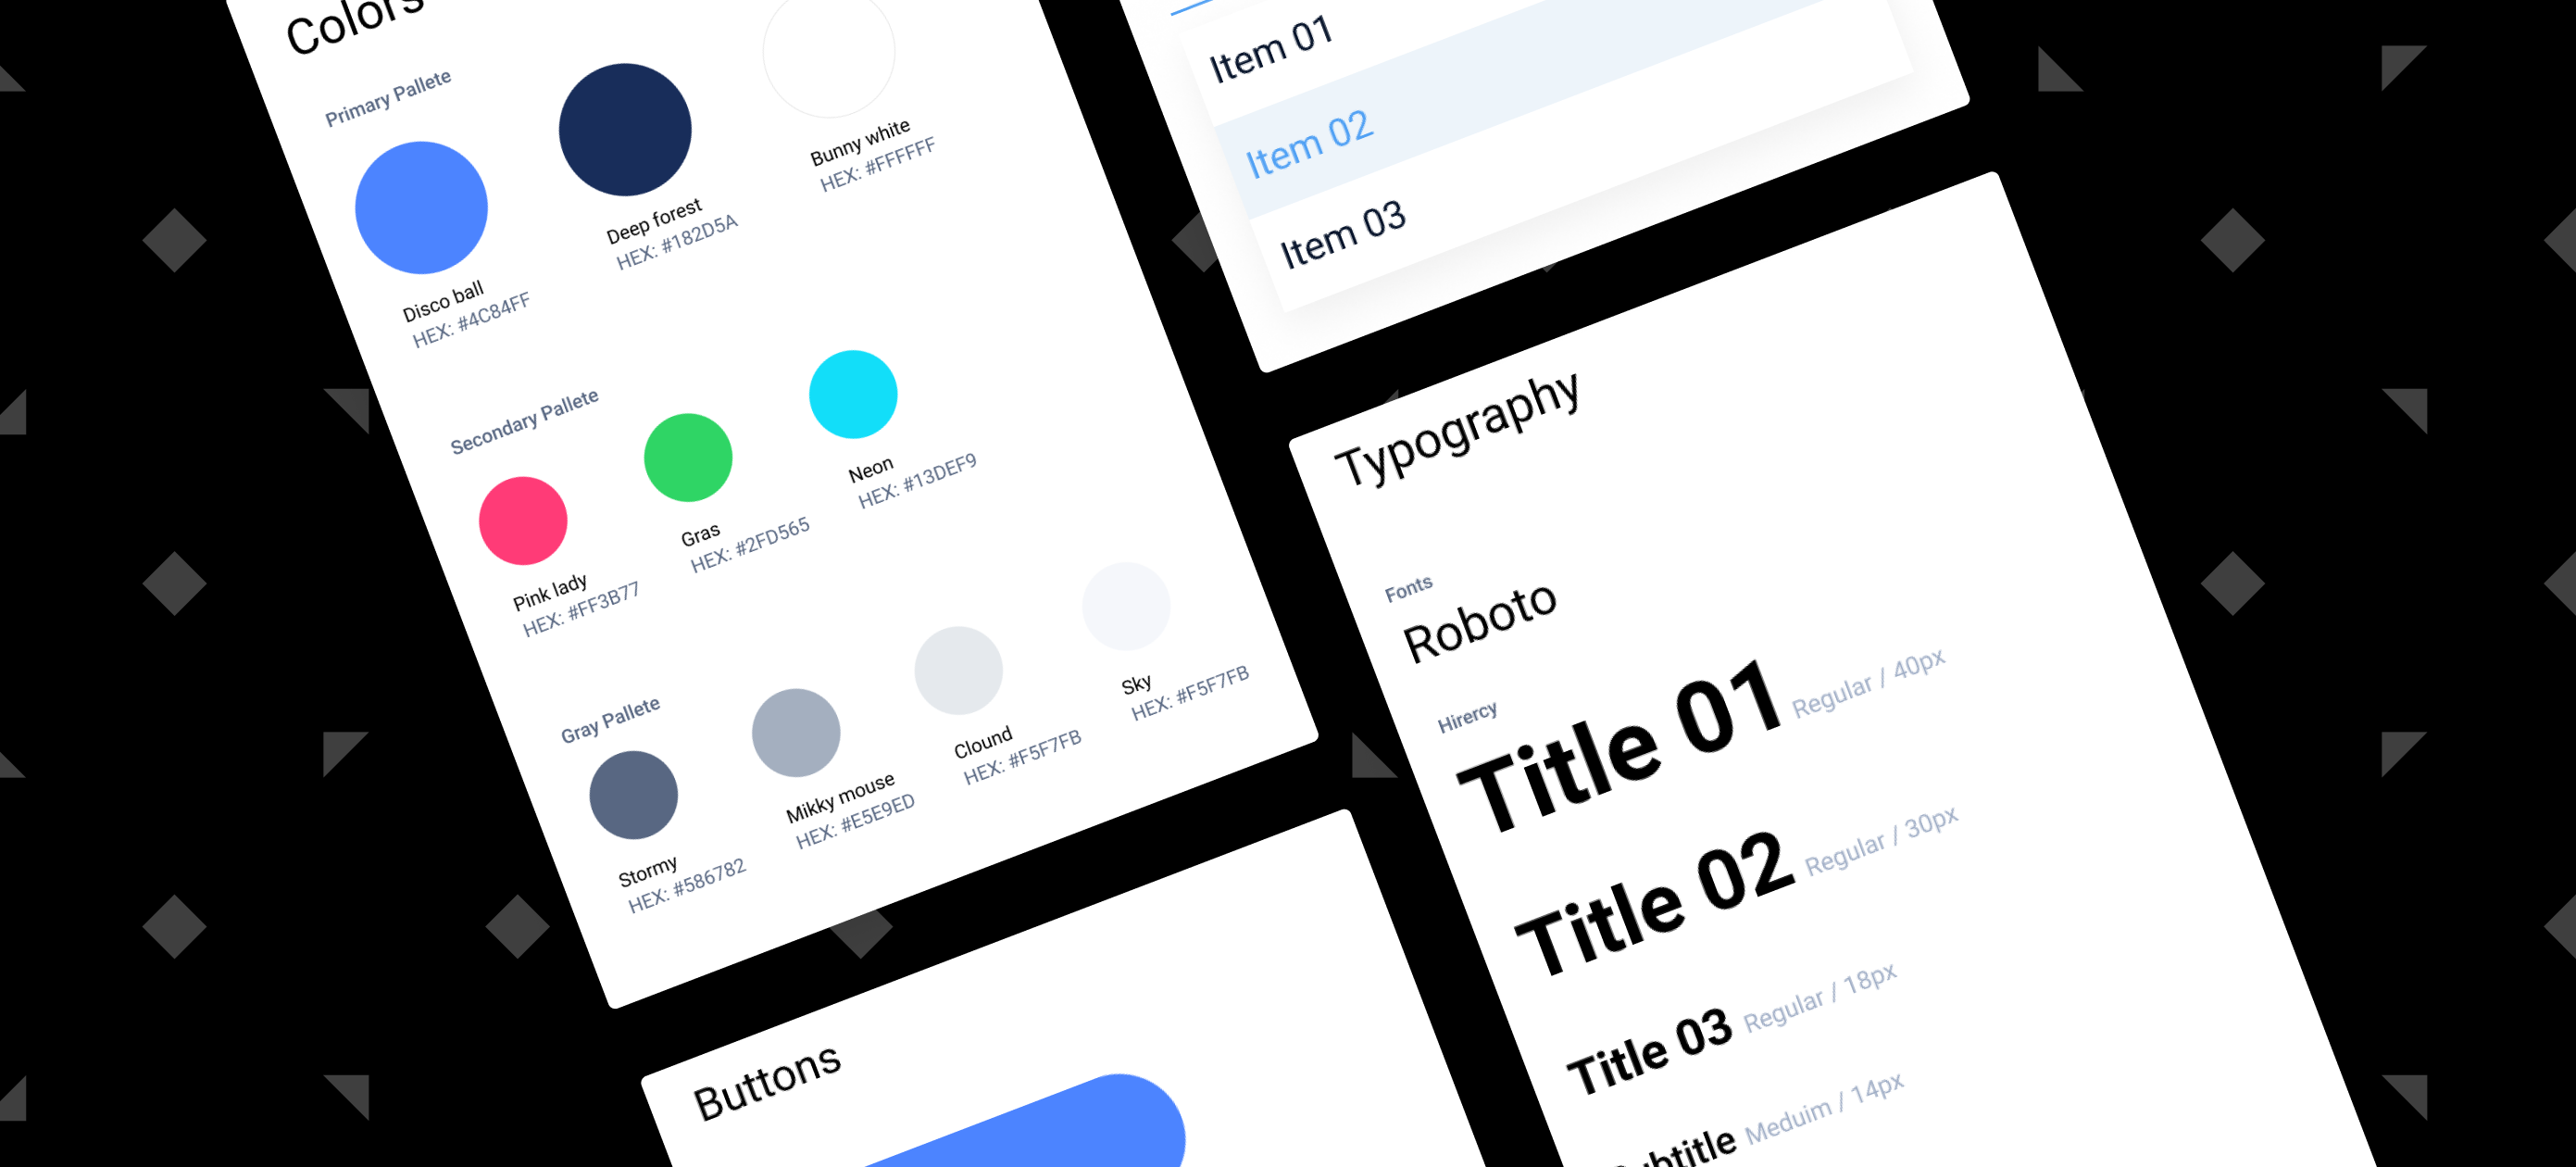 Colors
Primary Pallete
Disco ball
HEX: #4C84FF
Deep forest
HEX: #182D5A
Bunny white
HEX: #FFFFFF
Secondary Pallete
Pink lady
HEX: #FF3B77
Gras
HEX: #2FD565
Neon
HEX: #13DEF9
Gray Pallete
Stormy
HEX: #586782
Mikky mouse
HEX: #E5E9ED
Clound
HEX: #F5F7FB
Sky
HEX: #F5F7FB
Buttons
Item 01
Item 02
Item 03
Typography
Fonts
Roboto
Hirercy
Title 01 Regular / 40px
Title 02 Regular / 30px
Title 03 Regular / 18px
Subtitle Meduim / 14px